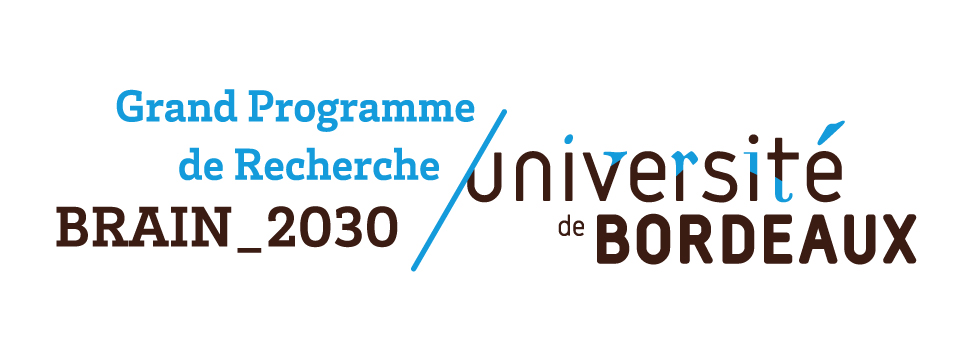 Grand Programme
de Recherche
BRAIN_2030
université
de BORDEAUX